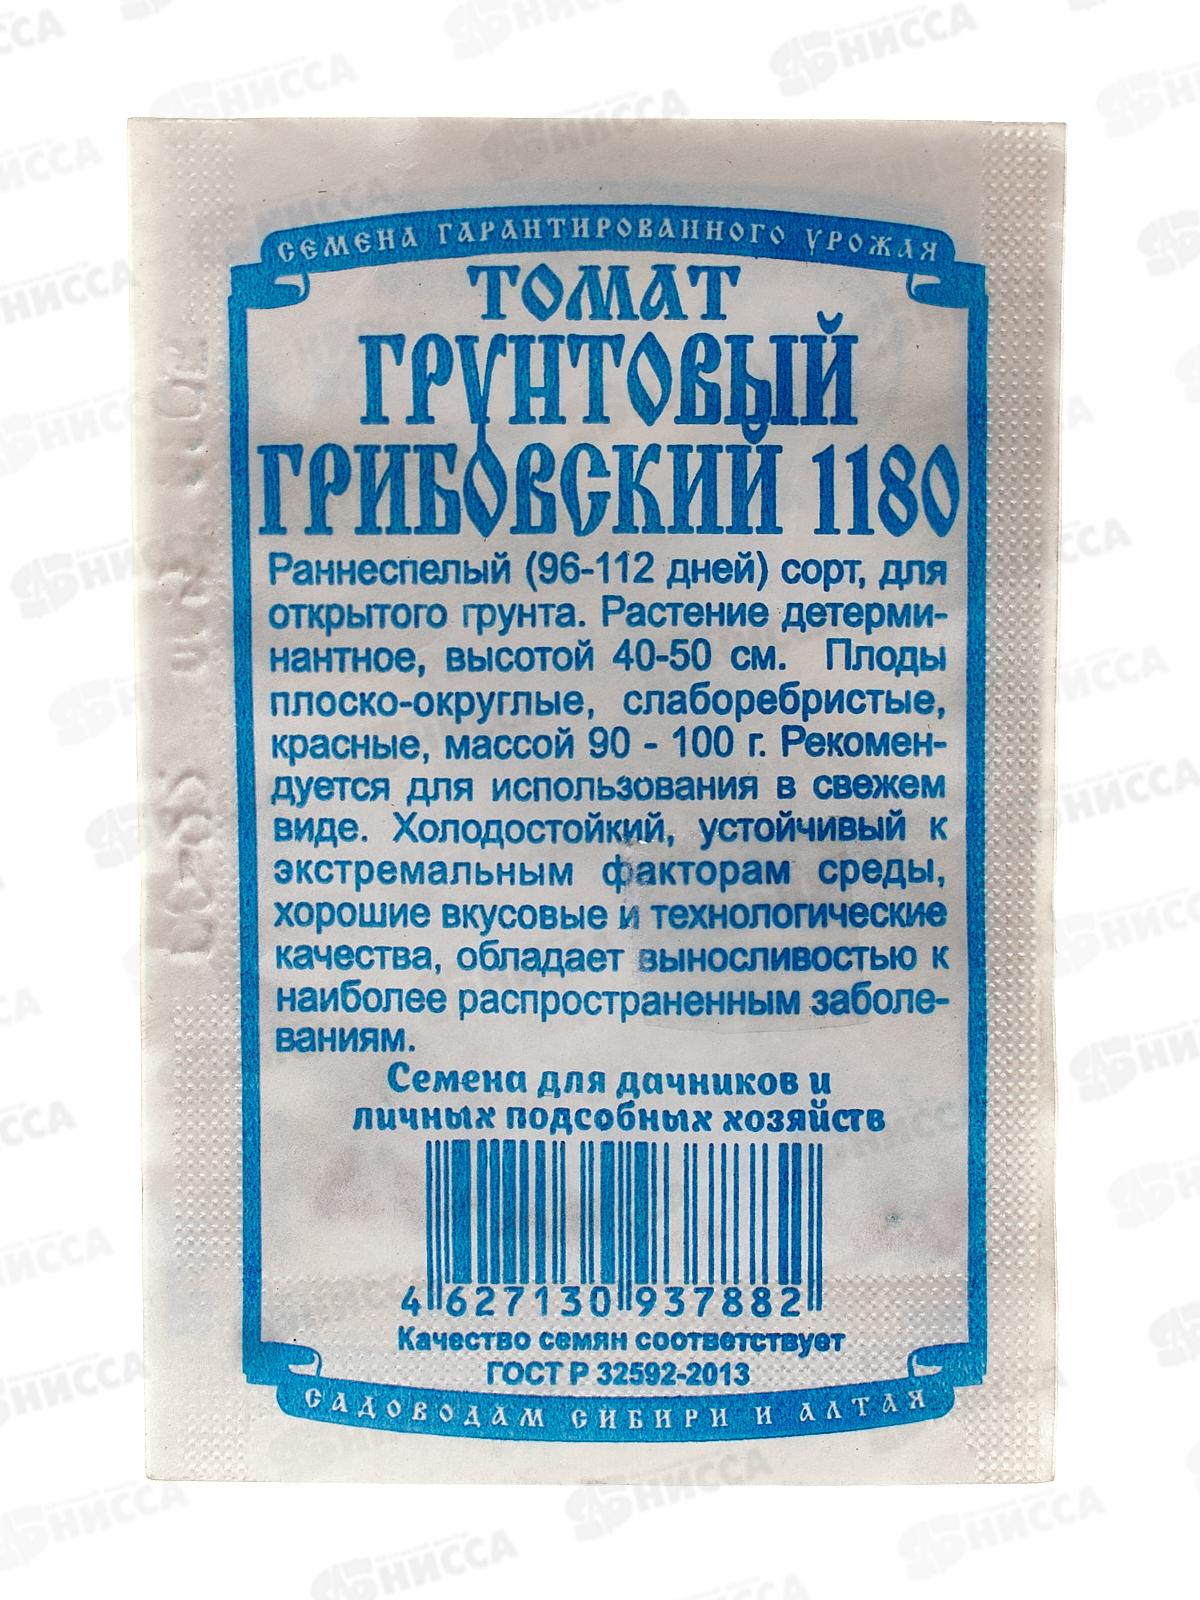 СЕМЕНА ГАРАНТИРОВАННОГО УРОЖАЯ
ТОМАТ
ГРУНТОВЫЙ
ГРИБОВСКИЙ 1180
Раннеспелый (96-112 дней) сорт, для
открытого грунта. Растение детерми-
нантное, высотой 40-50 см. Плоды
плоско-округлые, слаборебристые,
красные, массой 90 - 100 г. Рекомен-
дуется для использования в свежем
виде. Холодостойкий, устойчивый к
экстремальным факторам среды,
хорошие вкусовые и технологические
качества, обладает выносливостью к
наиболее распространенным заболе-
ваниям.
Семена для дачников и
личных подсобных хозяйств
4 627130 937882
Качество семян соответствует
ГОСТ Р 32592-2013
САДОВОДАМ СИБИРИ И АЛТАЯ